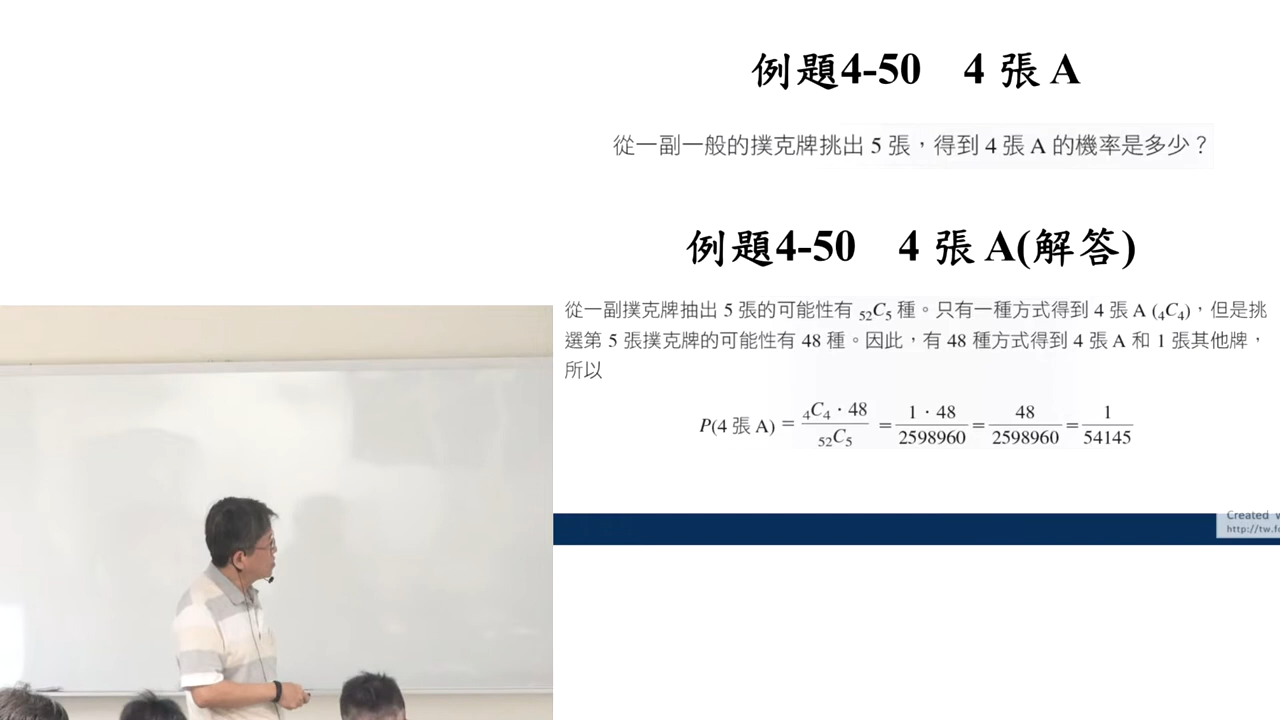 例題4-50 4 張 A
從一副一般的撲克牌挑出 5 張，得到 4 張 A 的機率是多少？
例題4-50 4 張 A(解答)
從一副撲克牌抽出 5 張的可能性有 ₅₂C₅ 種。只有一種方式得到 4 張 A (₄C₄)，但是挑
選第 5 張撲克牌的可能性有 48 種。因此，有 48 種方式得到 4 張 A 和 1 張其他牌，
所以
P(4 張 A) = ₄C₄ · 48 / ₅₂C₅ = 1 · 48 / 2598960 = 48 / 2598960 = 1 / 54145
Created
http://tw.f